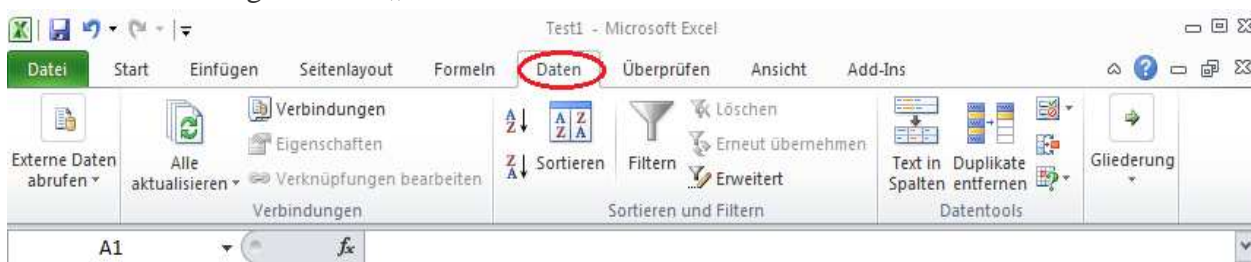 Test1 - Microsoft Excel
Datei Start Einfügen Seitenlayout Formeln Daten Überprüfen Ansicht Add-Ins
Externe Daten abrufen
Alle aktualisieren
Verbindungen
Eigenschaften
Verknüpfungen bearbeiten
Verbindungen
A Z
Z A
A Z
Z A
Sortieren
Filtern
Löschen
Erneut übernehmen
Erweitert
Sortieren und Filtern
Text in Spalten
Duplikate entfernen
Datentools
Gliederung
A1
fx